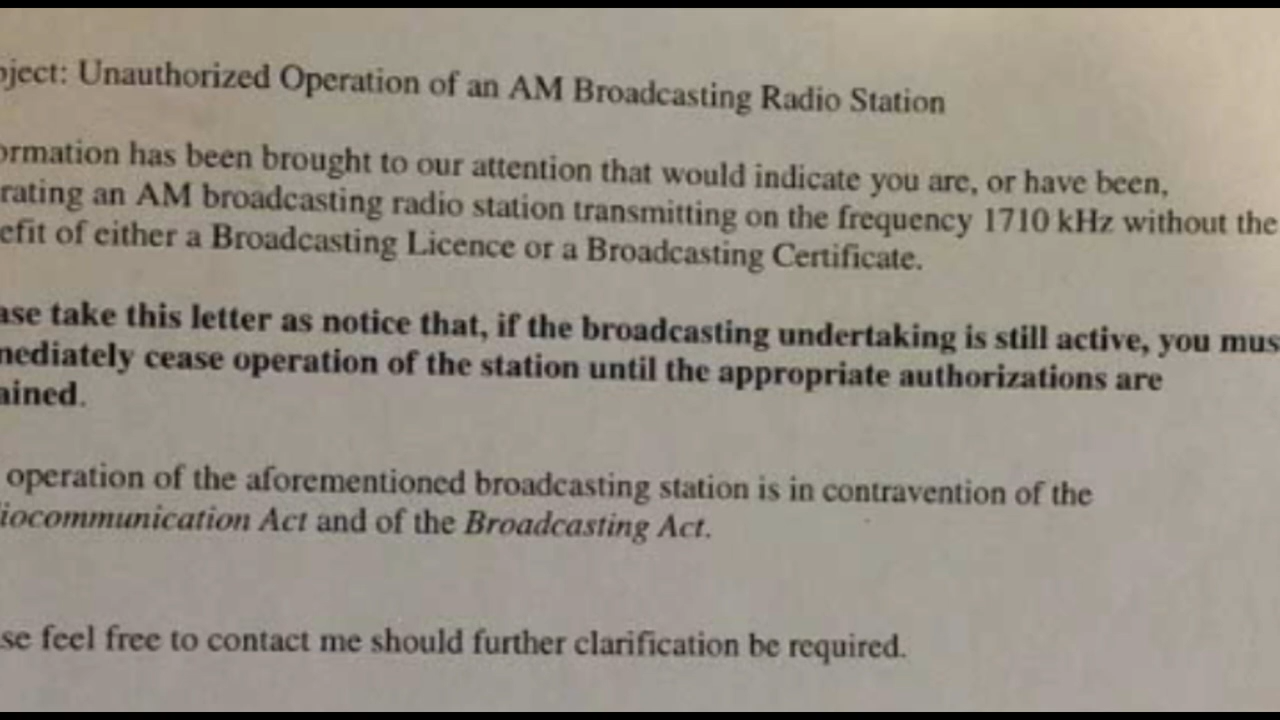 oject: Unauthorized Operation of an AM Broadcasting Radio Station
ormation has been brought to our attention that would indicate you are, or have been,
rating an AM broadcasting radio station transmitting on the frequency 1710 kHz without the
efit of either a Broadcasting Licence or a Broadcasting Certificate.
ase take this letter as notice that, if the broadcasting undertaking is still active, you mus
nediately cease operation of the station until the appropriate authorizations are
ained.
operation of the aforementioned broadcasting station is in contravention of the
iocommunication Act and of the Broadcasting Act.
se feel free to contact me should further clarification be required.